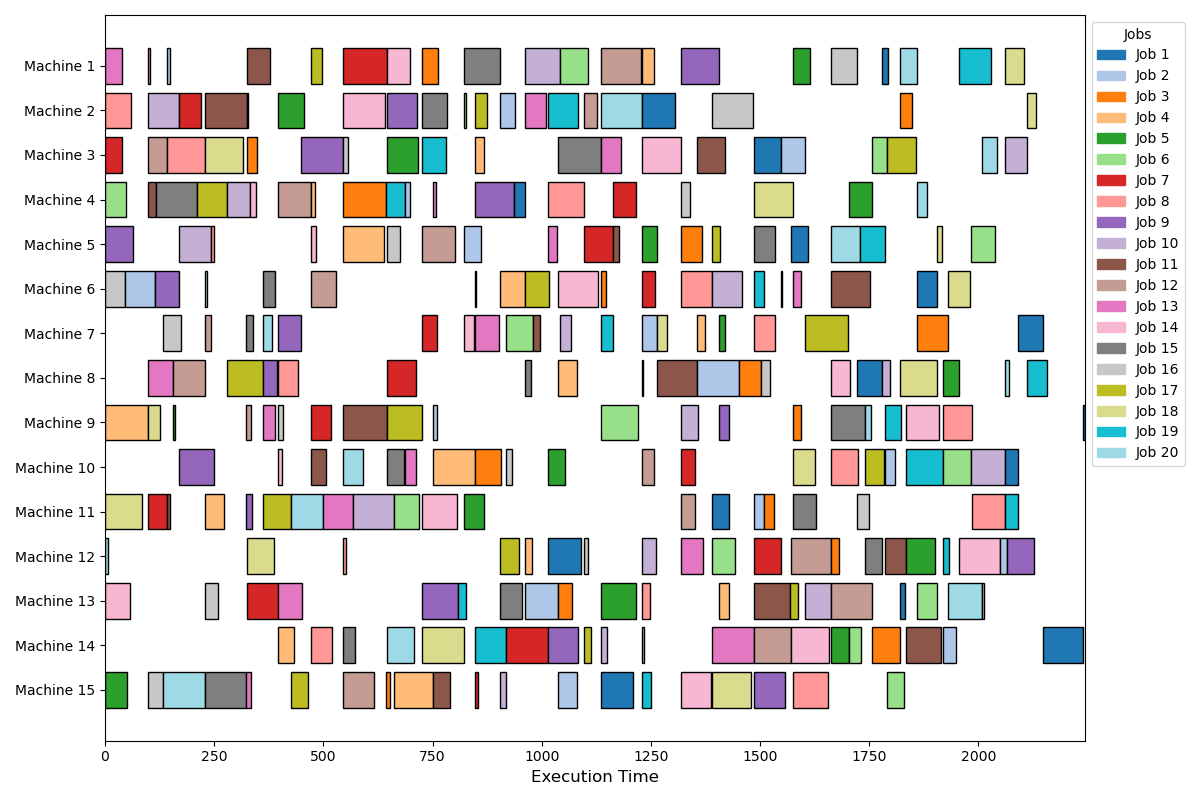 Machine 1
Machine 2
Machine 3
Machine 4
Machine 5
Machine 6
Machine 7
Machine 8
Machine 9
Machine 10
Machine 11
Machine 12
Machine 13
Machine 14
Machine 15
0 250 500 750 1000 1250 1500 1750 2000
Execution Time
Jobs
Job 1
Job 2
Job 3
Job 4
Job 5
Job 6
Job 7
Job 8
Job 9
Job 10
Job 11
Job 12
Job 13
Job 14
Job 15
Job 16
Job 17
Job 18
Job 19
Job 20